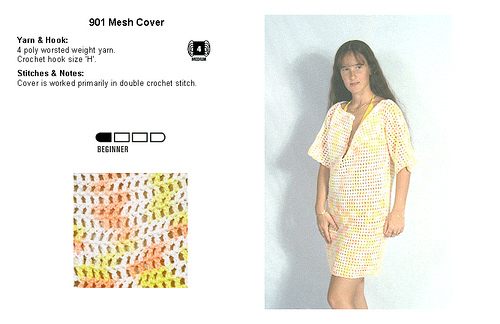 901 Mesh Cover
Yarn & Hook:
4 poly worsted weight yarn.
Crochet hook size 'H'.
4
MEDIUM
Stitches & Notes:
Cover is worked primarily in double crochet stitch.
BEGINNER